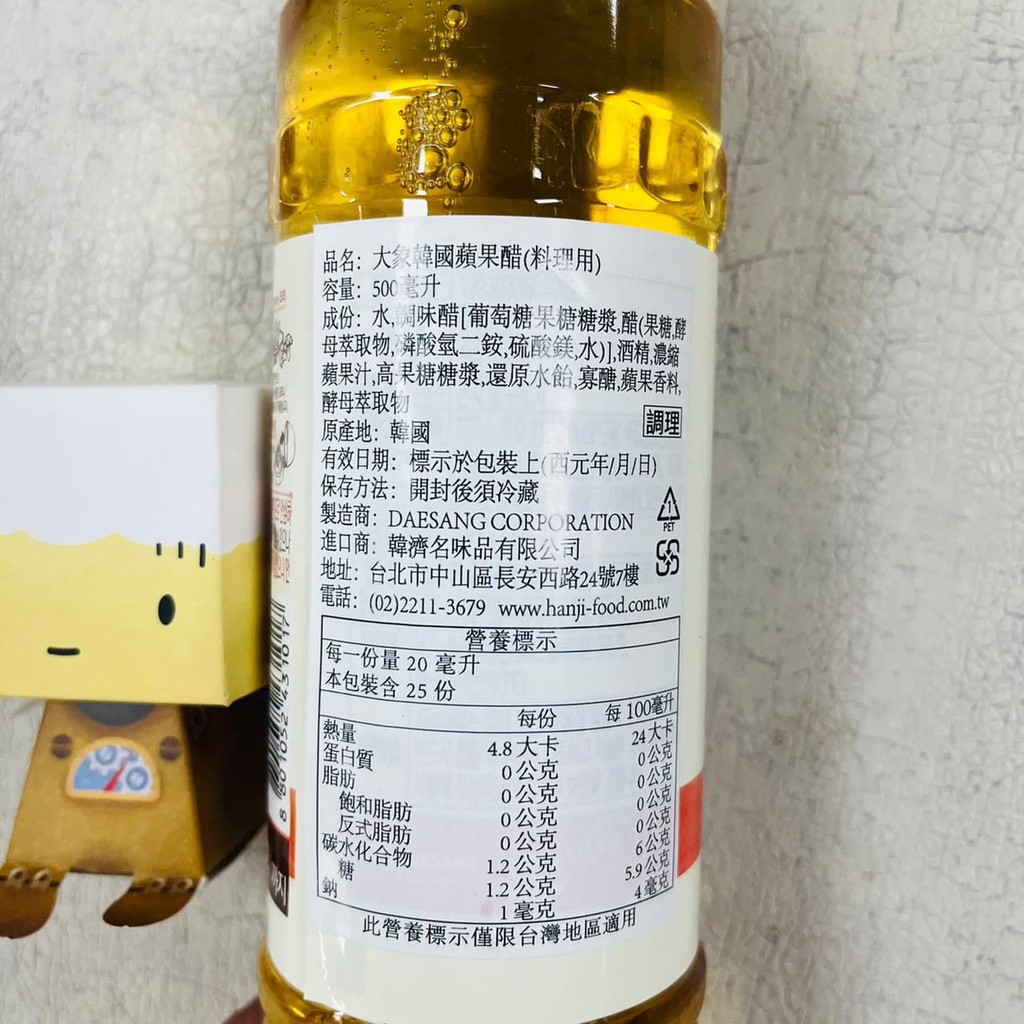 品名：大象韓國蘋果醋(料理用)
容量：500毫升
成份：水,調味醋[葡萄糖果糖糖漿,醋(果糖,酵
母萃取物,磷酸氫二銨,硫酸鎂,水)],酒精,濃縮
蘋果汁,高果糖糖漿,還原水飴,寡醣,蘋果香料,
酵母萃取物
調理
原產地：韓國
有效日期：標示於包裝上(西元年/月/日)
保存方法：開封後須冷藏
製造商：DAESANG CORPORATION
1
PET
進口商：韓濟名味品有限公司
地址：台北市中山區長安西路24號7樓
電話：(02)2211-3679 www.hanji-food.com.tw
營養標示
每一份量 20 毫升
本包裝含 25 份
每份 每 100毫升
熱量 4.8 大卡 24 大卡
蛋白質 0 公克 0 公克
脂肪 0 公克 0 公克
飽和脂肪 0 公克 0 公克
反式脂肪 0 公克 0 公克
碳水化合物 1.2 公克 6 公克
糖 1.2 公克 5.9 公克
鈉 1 毫克 4 毫克
此營養標示僅限台灣地區適用
8 801052 431017